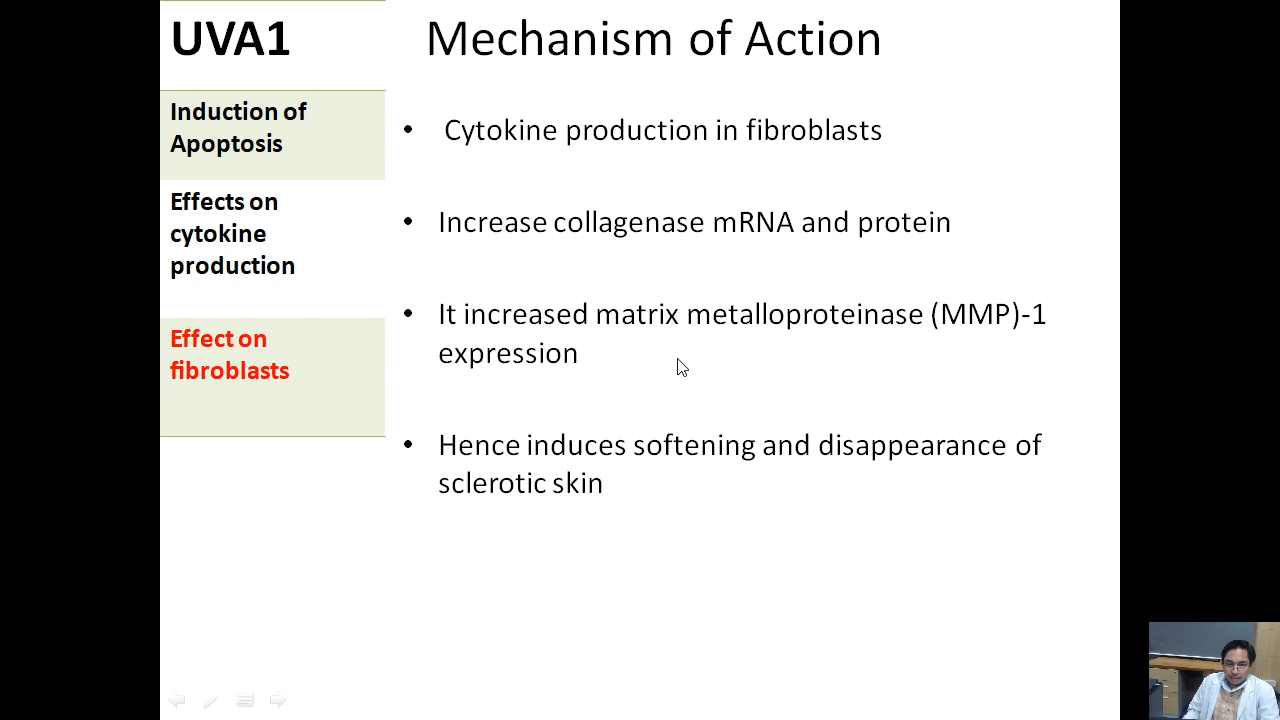 UVA1
Mechanism of Action
Induction of
Apoptosis
Effects on
cytokine
production
Effect on
fibroblasts
• Cytokine production in fibroblasts
• Increase collagenase mRNA and protein
• It increased matrix metalloproteinase (MMP)-1
expression
• Hence induces softening and disappearance of
sclerotic skin